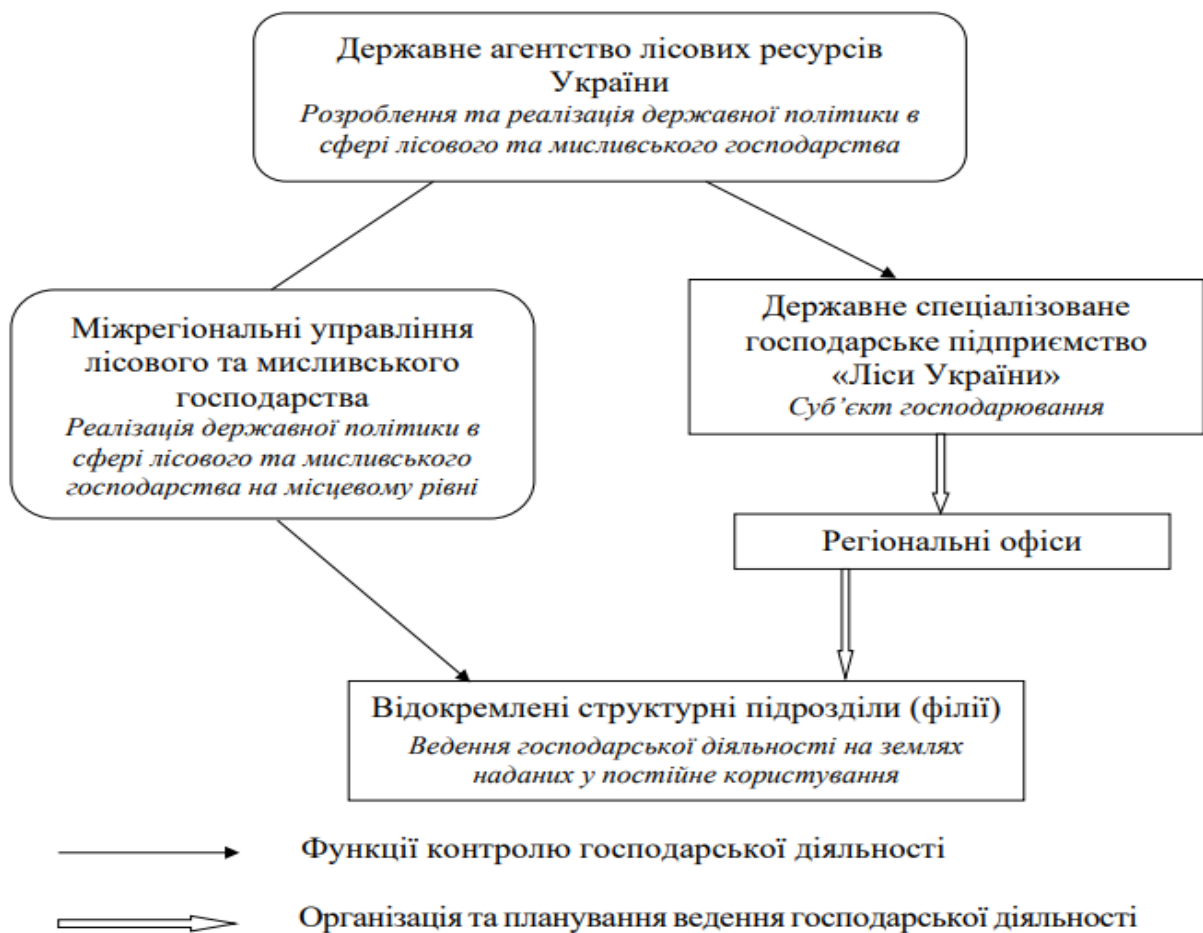 Державне агентство лісових ресурсів
України
Розроблення та реалізація державної політики в
сфері лісового та мисливського господарства
Міжрегіональні управління
лісового та мисливського
господарства
Реалізація державної політики в
сфері лісового та мисливського
господарства на місцевому рівні
Державне спеціалізоване
господарське підприємство
«Ліси України»
Суб’єкт господарювання
Регіональні офіси
Відокремлені структурні підрозділи (філії)
Ведення господарської діяльності на землях
наданих у постійне користування
Функції контролю господарської діяльності
Організація та планування ведення господарської діяльності